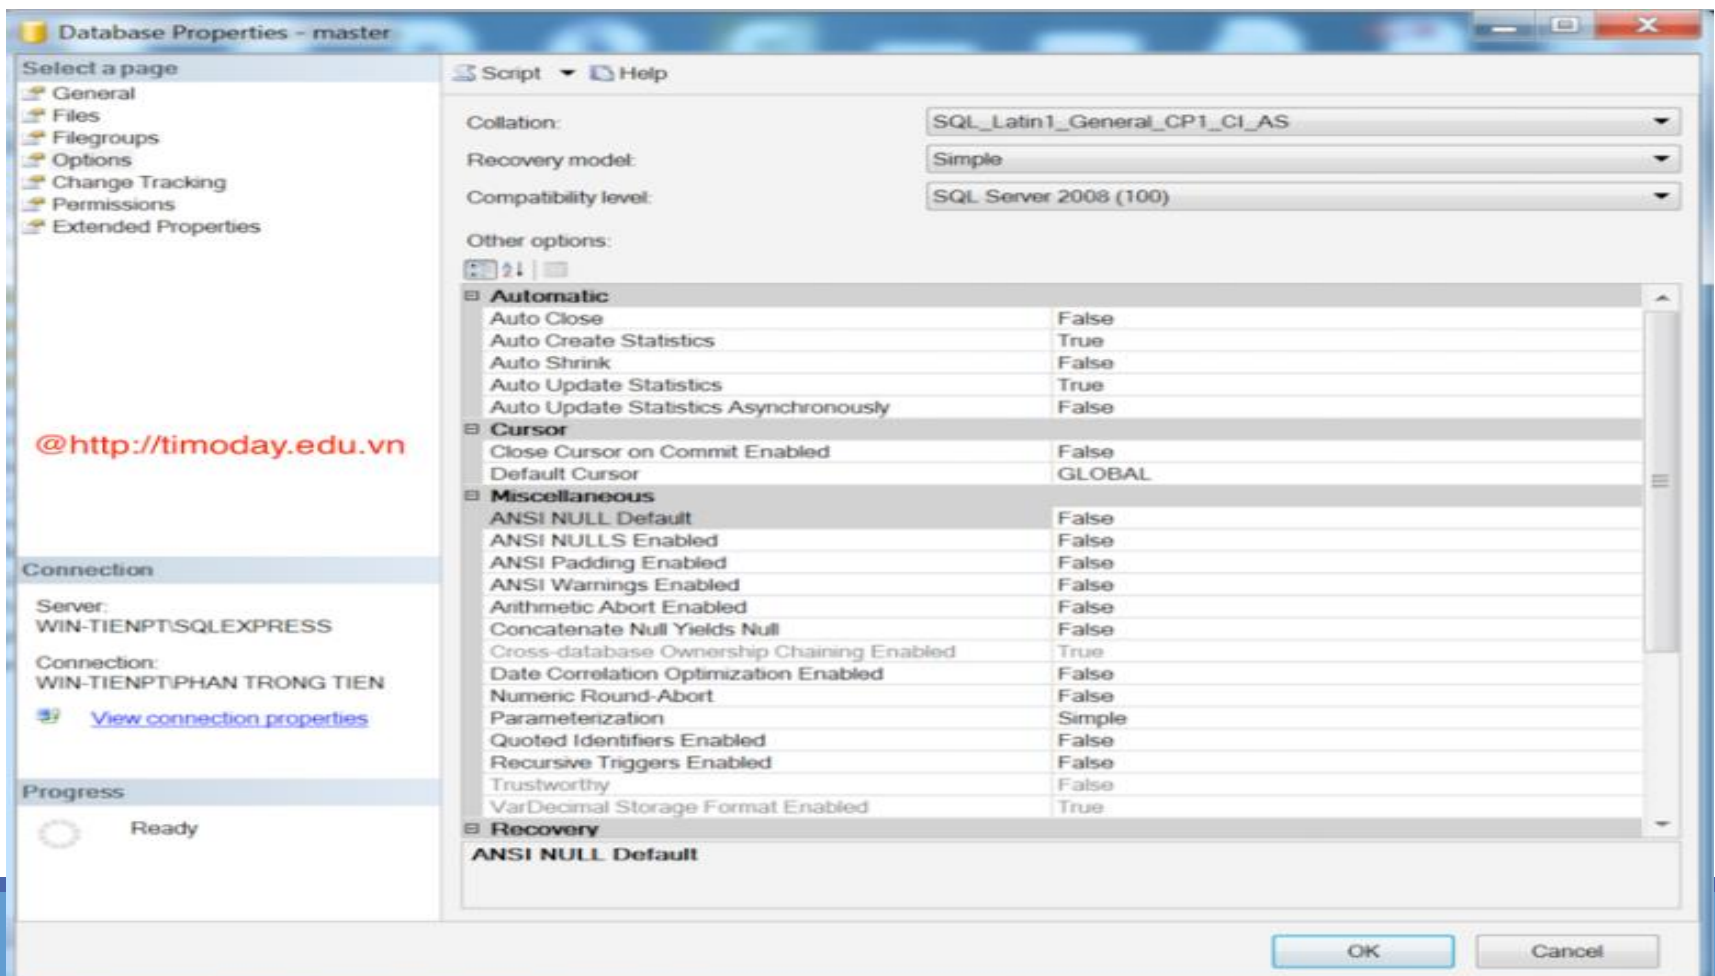 Database Properties - master
Select a page
General
Files
Filegroups
Options
Change Tracking
Permissions
Extended Properties
@http://timoday.edu.vn
Connection
Server:
WIN-TIENPT\SQLEXPRESS
Connection:
WIN-TIENPT\PHAN TRONG TIEN
View connection properties
Progress
Ready
Script Help
Collation: SQL_Latin1_General_CP1_CI_AS
Recovery model: Simple
Compatibility level: SQL Server 2008 (100)
Other options:
Automatic
Auto Close False
Auto Create Statistics True
Auto Shrink False
Auto Update Statistics True
Auto Update Statistics Asynchronously False
Cursor
Close Cursor on Commit Enabled False
Default Cursor GLOBAL
Miscellaneous
ANSI NULL Default False
ANSI NULLS Enabled False
ANSI Padding Enabled False
ANSI Warnings Enabled False
Arithmetic Abort Enabled False
Concatenate Null Yields Null False
Cross-database Ownership Chaining Enabled True
Date Correlation Optimization Enabled False
Numeric Round-Abort False
Parameterization Simple
Quoted Identifiers Enabled False
Recursive Triggers Enabled False
Trustworthy False
VarDecimal Storage Format Enabled True
Recovery
ANSI NULL Default
OK Cancel